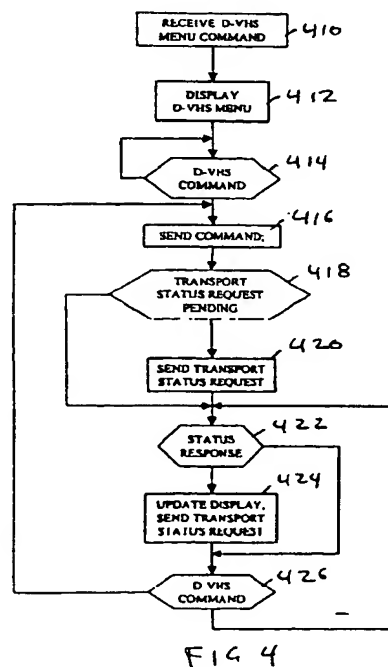 RECEIVE D-VHS
MENU COMMAND
410
DISPLAY
D-VHS MENU
412
D-VHS
COMMAND
414
SEND COMMAND;
416
TRANSPORT
STATUS REQUEST
PENDING
418
SEND TRANSPORT
STATUS REQUEST
420
STATUS
RESPONSE
422
UPDATE DISPLAY,
SEND TRANSPORT
STATUS REQUEST
424
D-VHS
COMMAND
426
FIG 4